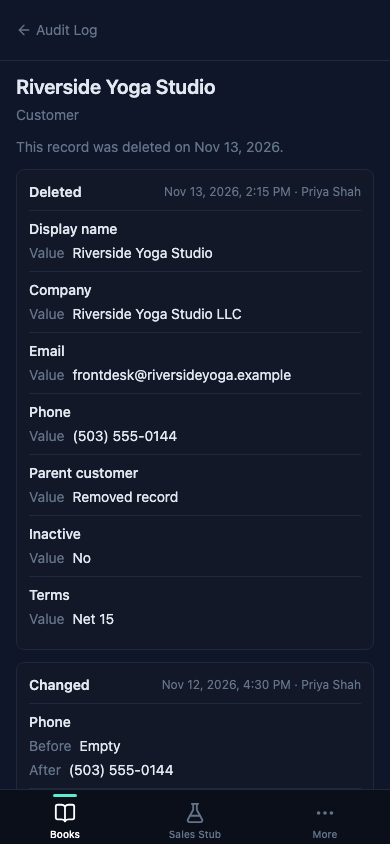 Audit Log
Riverside Yoga Studio
Customer
This record was deleted on Nov 13, 2026.
Deleted Nov 13, 2026, 2:15 PM · Priya Shah
Display name
Value Riverside Yoga Studio
Company
Value Riverside Yoga Studio LLC
Email
Value frontdesk@riversideyoga.example
Phone
Value (503) 555-0144
Parent customer
Value Removed record
Inactive
Value No
Terms
Value Net 15
Changed Nov 12, 2026, 4:30 PM · Priya Shah
Phone
Before Empty
After (503) 555-0144
Books Sales Stub More